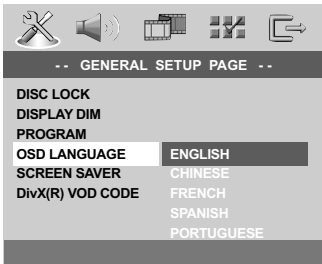 -- GENERAL SETUP PAGE --
DISC LOCK
DISPLAY DIM
PROGRAM
OSD LANGUAGE ENGLISH
SCREEN SAVER CHINESE
DivX(R) VOD CODE FRENCH
SPANISH
PORTUGUESE